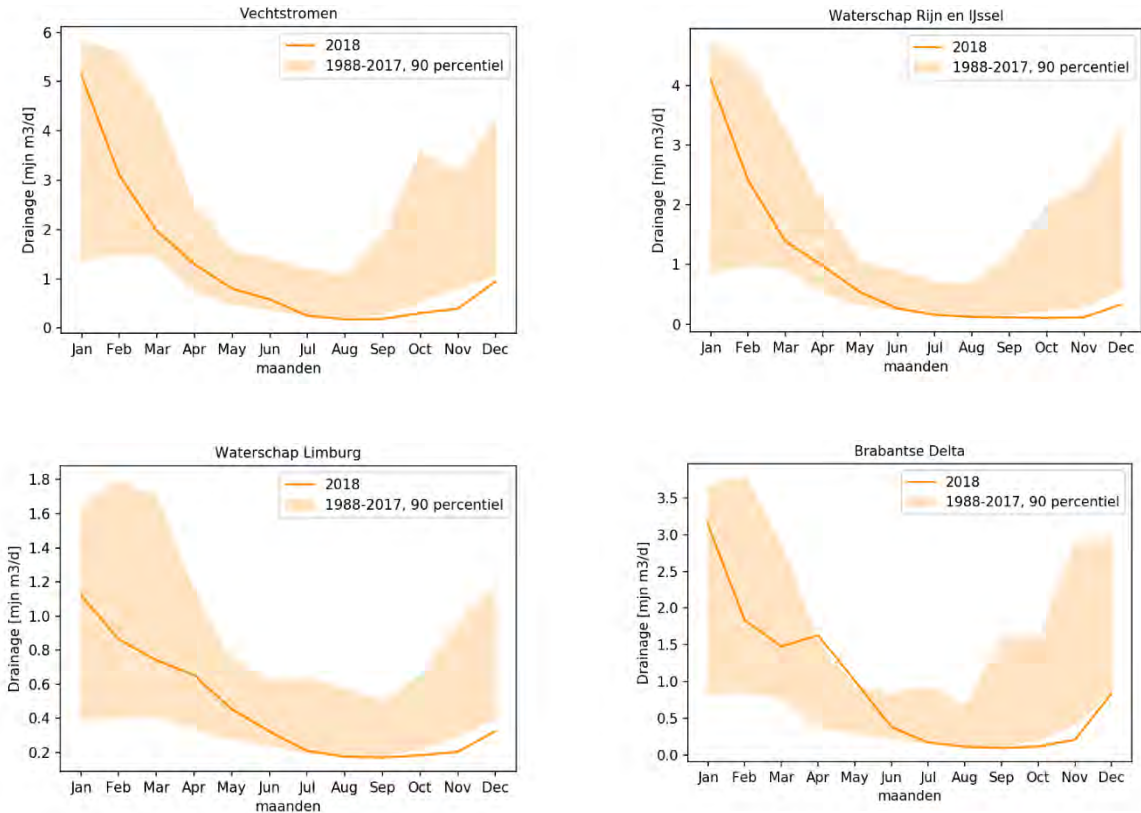 Vechtstromen
6
5
4
3
2
1
0
Drainage [mjn m3/d]
2018
1988-2017, 90 percentiel
Jan Feb Mar Apr May Jun Jul Aug Sep Oct Nov Dec
maanden
Waterschap Rijn en IJssel
4
3
2
1
0
Drainage [mjn m3/d]
2018
1988-2017, 90 percentiel
Jan Feb Mar Apr May Jun Jul Aug Sep Oct Nov Dec
maanden
Waterschap Limburg
1.8
1.6
1.4
1.2
1.0
0.8
0.6
0.4
0.2
Drainage [mjn m3/d]
2018
1988-2017, 90 percentiel
Jan Feb Mar Apr May Jun Jul Aug Sep Oct Nov Dec
maanden
Brabantse Delta
3.5
3.0
2.5
2.0
1.5
1.0
0.5
0.0
Drainage [mjn m3/d]
2018
1988-2017, 90 percentiel
Jan Feb Mar Apr May Jun Jul Aug Sep Oct Nov Dec
maanden